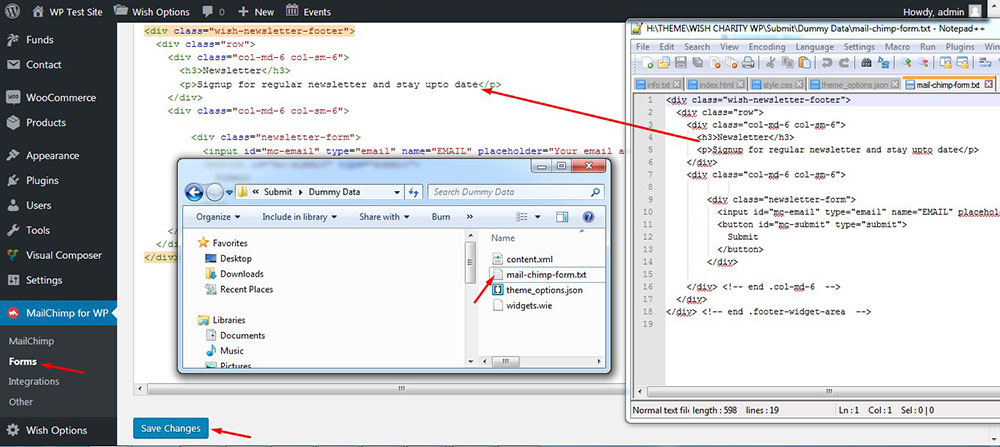 WP Test Site
Wish Options
0
+ New
Events
Howdy, admin
Funds
Contact
WooCommerce
Products
Appearance
Plugins
Users
Tools
Visual Composer
Settings
MailChimp for WP
MailChimp
Forms
Integrations
Other
Wish Options
<div class="wish-newsletter-footer">
<div class="row">
<div class="col-md-6 col-sm-6">
<h3>Newsletter</h3>
<p>Signup for regular newsletter and stay upto date</p>
</div>
<div class="col-md-6 col-sm-6">
<div class="newsletter-form">
<input id="mc-email" type="email" name="EMAIL" placeholder="Your email a
</di
</div>
</div>
Save Changes
« Submit ▸ Dummy Data
Search Dummy Data
Organize
Include in library
Share with
Burn
»
Favorites
Desktop
Downloads
Recent Places
Libraries
Documents
Music
Pictures
Name
content.xml
mail-chimp-form.txt
theme_options.json
widgets.wie
H:\THEME\WISH CHARITY WP\Submit\Dummy Data\mail-chimp-form.txt - Notepad++
File Edit Search View Encoding Language Settings Macro Run Plugins Win
info.txt
index.html
style.css
theme_options.json
mail-chimp-form.txt
1 <div class="wish-newsletter-footer">
2 <div class="row">
3 <div class="col-md-6 col-sm-6">
4 <h3>Newsletter</h3>
5 <p>Signup for regular newsletter and stay upto date</p>
6 </div>
7 <div class="col-md-6 col-sm-6">
8
9 <div class="newsletter-form">
10 <input id="mc-email" type="email" name="EMAIL" placehol
11 <button id="mc-submit" type="submit">
12 Submit
13 </button>
14 </div>
15
16 </div> <!-- end .col-md-6 -->
17 </div>
18 </div> <!-- end .footer-widget-area -->
19
Normal text fil length : 598 lines : 19 Ln : 1 Col : 1 Sel : 0 | 0